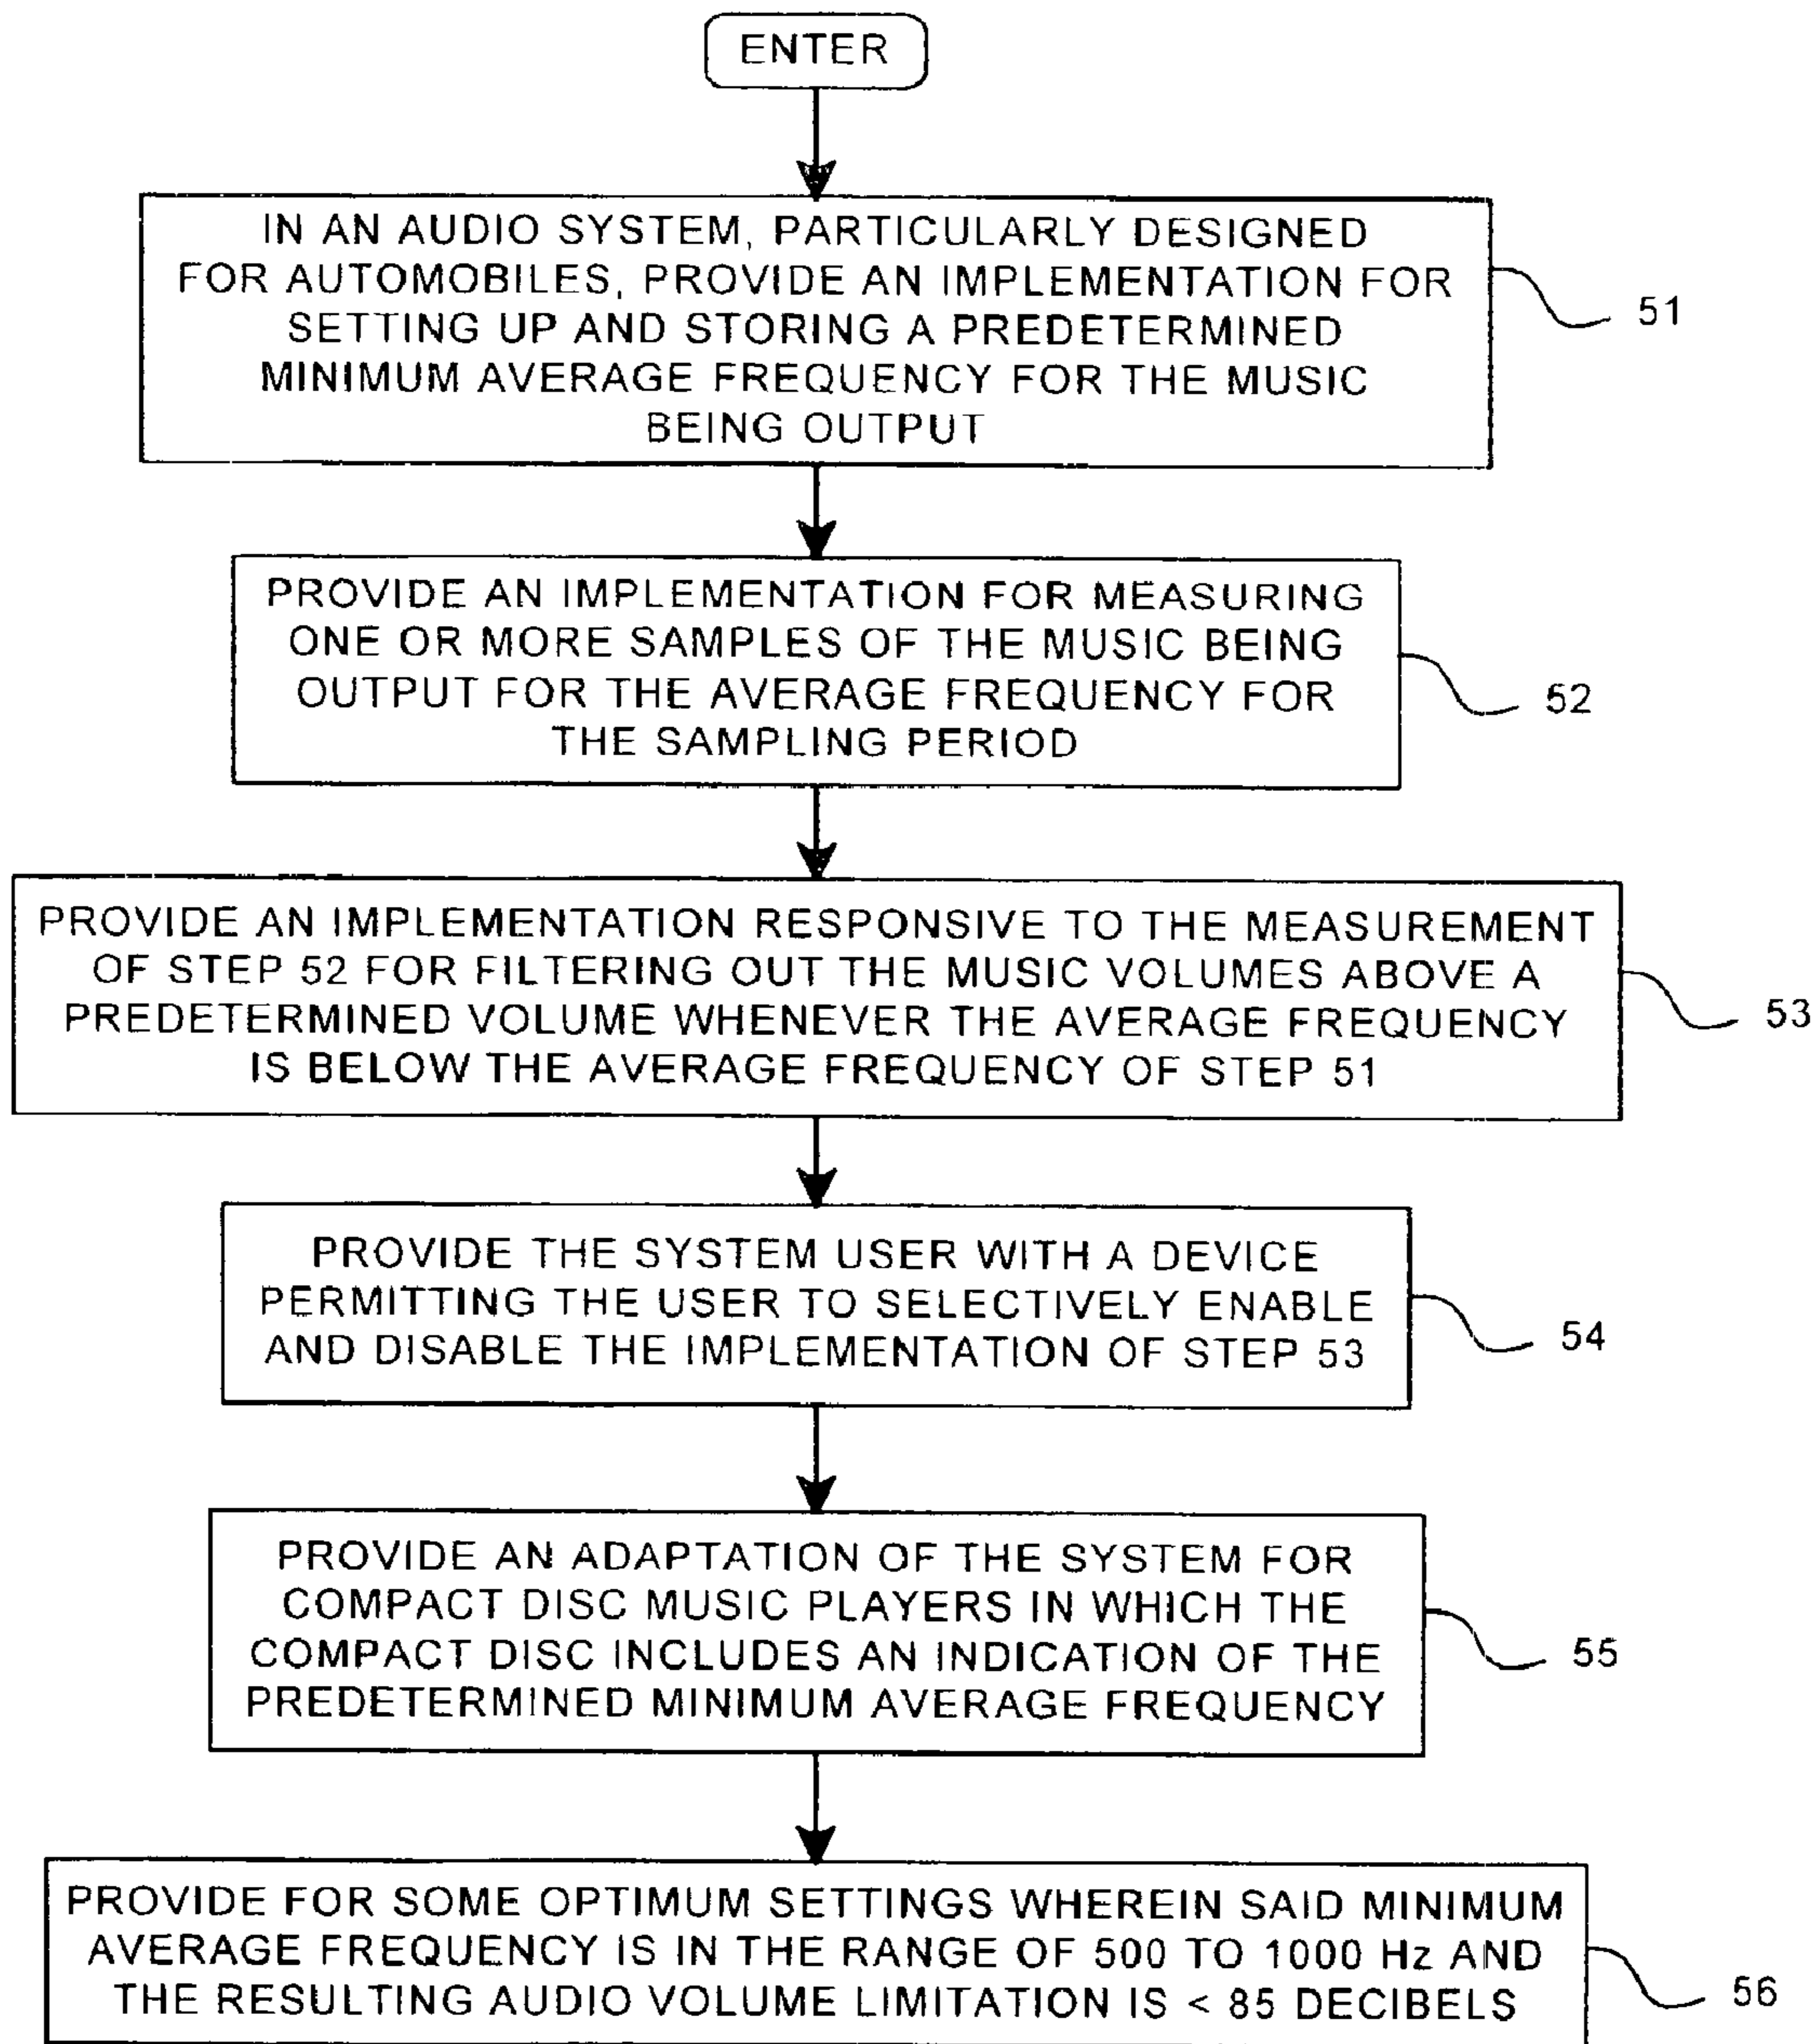 ENTER
IN AN AUDIO SYSTEM, PARTICULARLY DESIGNED
FOR AUTOMOBILES, PROVIDE AN IMPLEMENTATION FOR
SETTING UP AND STORING A PREDETERMINED
MINIMUM AVERAGE FREQUENCY FOR THE MUSIC
BEING OUTPUT
51
PROVIDE AN IMPLEMENTATION FOR MEASURING
ONE OR MORE SAMPLES OF THE MUSIC BEING
OUTPUT FOR THE AVERAGE FREQUENCY FOR
THE SAMPLING PERIOD
52
PROVIDE AN IMPLEMENTATION RESPONSIVE TO THE MEASUREMENT
OF STEP 52 FOR FILTERING OUT THE MUSIC VOLUMES ABOVE A
PREDETERMINED VOLUME WHENEVER THE AVERAGE FREQUENCY
IS BELOW THE AVERAGE FREQUENCY OF STEP 51
53
PROVIDE THE SYSTEM USER WITH A DEVICE
PERMITTING THE USER TO SELECTIVELY ENABLE
AND DISABLE THE IMPLEMENTATION OF STEP 53
54
PROVIDE AN ADAPTATION OF THE SYSTEM FOR
COMPACT DISC MUSIC PLAYERS IN WHICH THE
COMPACT DISC INCLUDES AN INDICATION OF THE
PREDETERMINED MINIMUM AVERAGE FREQUENCY
55
PROVIDE FOR SOME OPTIMUM SETTINGS WHEREIN SAID MINIMUM
AVERAGE FREQUENCY IS IN THE RANGE OF 500 TO 1000 Hz AND
THE RESULTING AUDIO VOLUME LIMITATION IS < 85 DECIBELS
56